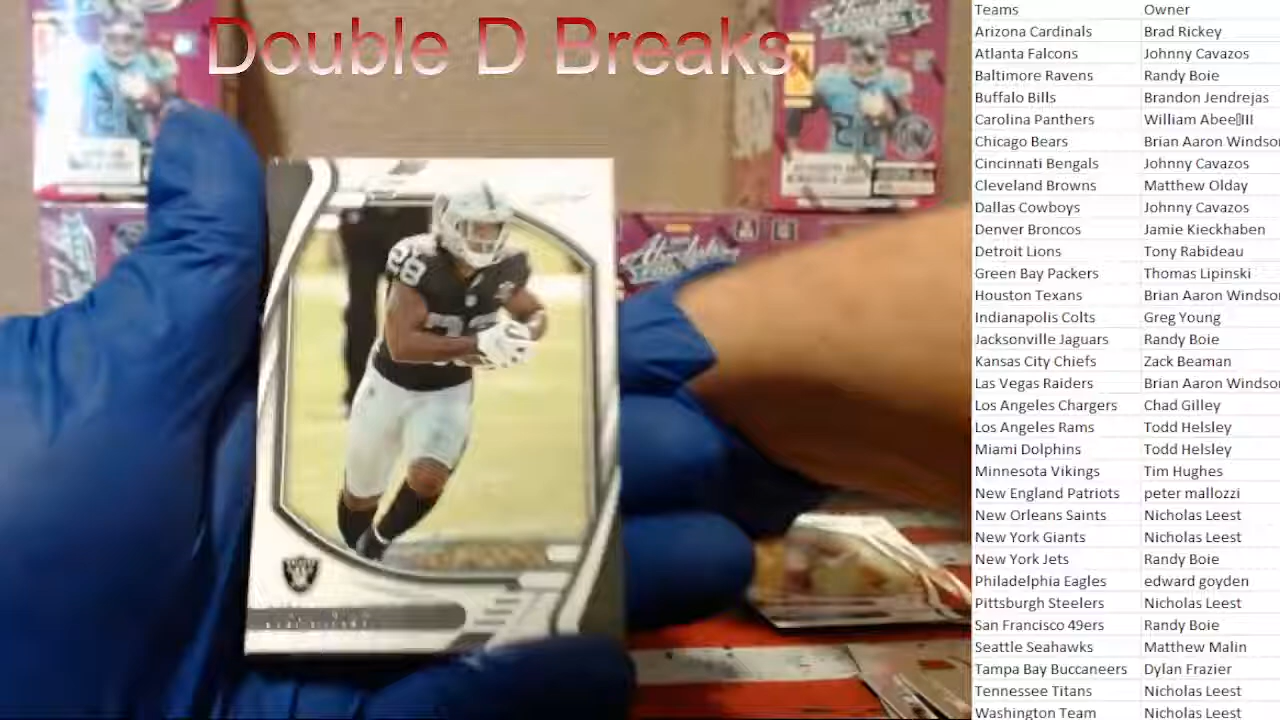 Double D Breaks
Teams Owner
Arizona Cardinals Brad Rickey
Atlanta Falcons Johnny Cavazos
Baltimore Ravens Randy Boie
Buffalo Bills Brandon Jendrejas
Carolina Panthers William Abee▯III
Chicago Bears Brian Aaron Windsor
Cincinnati Bengals Johnny Cavazos
Cleveland Browns Matthew Olday
Dallas Cowboys Johnny Cavazos
Denver Broncos Jamie Kieckhaben
Detroit Lions Tony Rabideau
Green Bay Packers Thomas Lipinski
Houston Texans Brian Aaron Windsor
Indianapolis Colts Greg Young
Jacksonville Jaguars Randy Boie
Kansas City Chiefs Zack Beaman
Las Vegas Raiders Brian Aaron Windsor
Los Angeles Chargers Chad Gilley
Los Angeles Rams Todd Helsley
Miami Dolphins Todd Helsley
Minnesota Vikings Tim Hughes
New England Patriots peter mallozzi
New Orleans Saints Nicholas Leest
New York Giants Nicholas Leest
New York Jets Randy Boie
Philadelphia Eagles edward goyden
Pittsburgh Steelers Nicholas Leest
San Francisco 49ers Randy Boie
Seattle Seahawks Matthew Malin
Tampa Bay Buccaneers Dylan Frazier
Tennessee Titans Nicholas Leest
Washington Team Nicholas Leest
28
Absolute